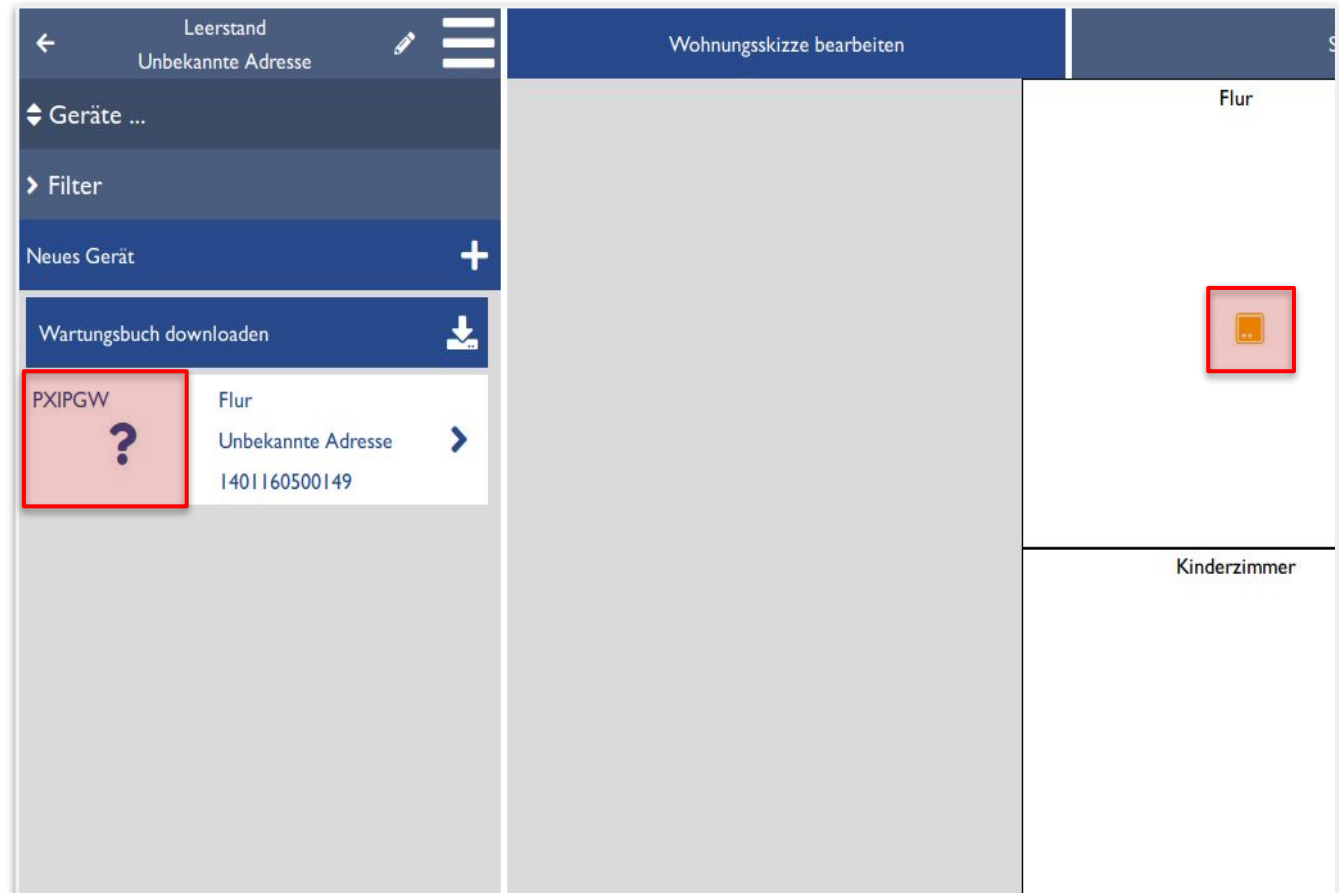 Leerstand
Unbekannte Adresse
Geräte ...
Filter
Neues Gerät
Wartungsbuch downloaden
PXIPGW
?
Flur
Unbekannte Adresse
1401160500149
Wohnungsskizze bearbeiten
Flur
Kinderzimmer